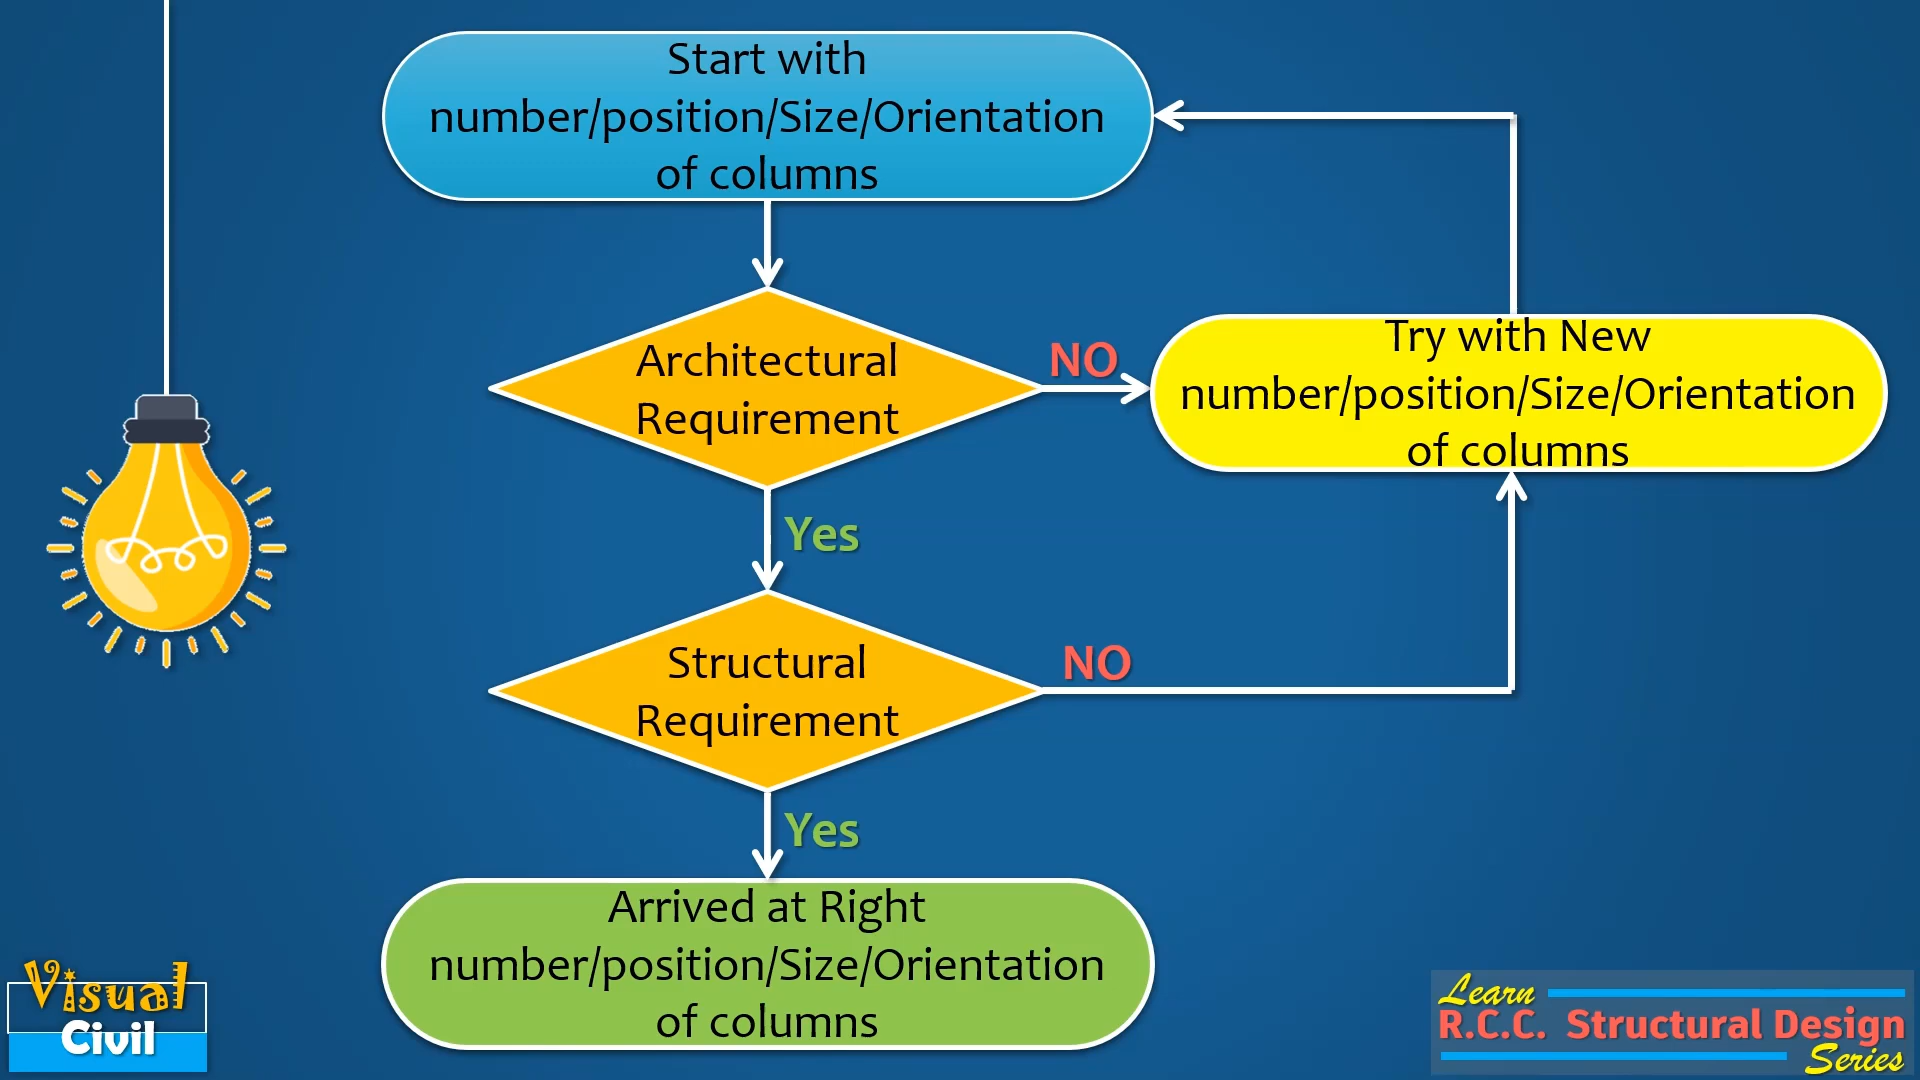 Start with
number/position/Size/Orientation
of columns
Architectural
Requirement
NO
Try with New
number/position/Size/Orientation
of columns
Yes
Structural
Requirement
NO
Yes
Arrived at Right
number/position/Size/Orientation
of columns
Visual
Civil
Learn
R.C.C. Structural Design
Series